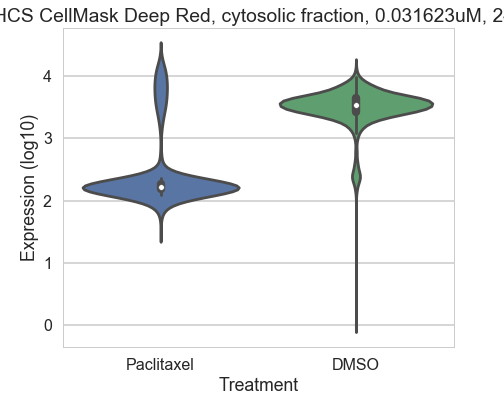 HCS CellMask Deep Red, cytosolic fraction, 0.031623uM, 2
Expression (log10)
4
3
2
1
0
Paclitaxel DMSO
Treatment